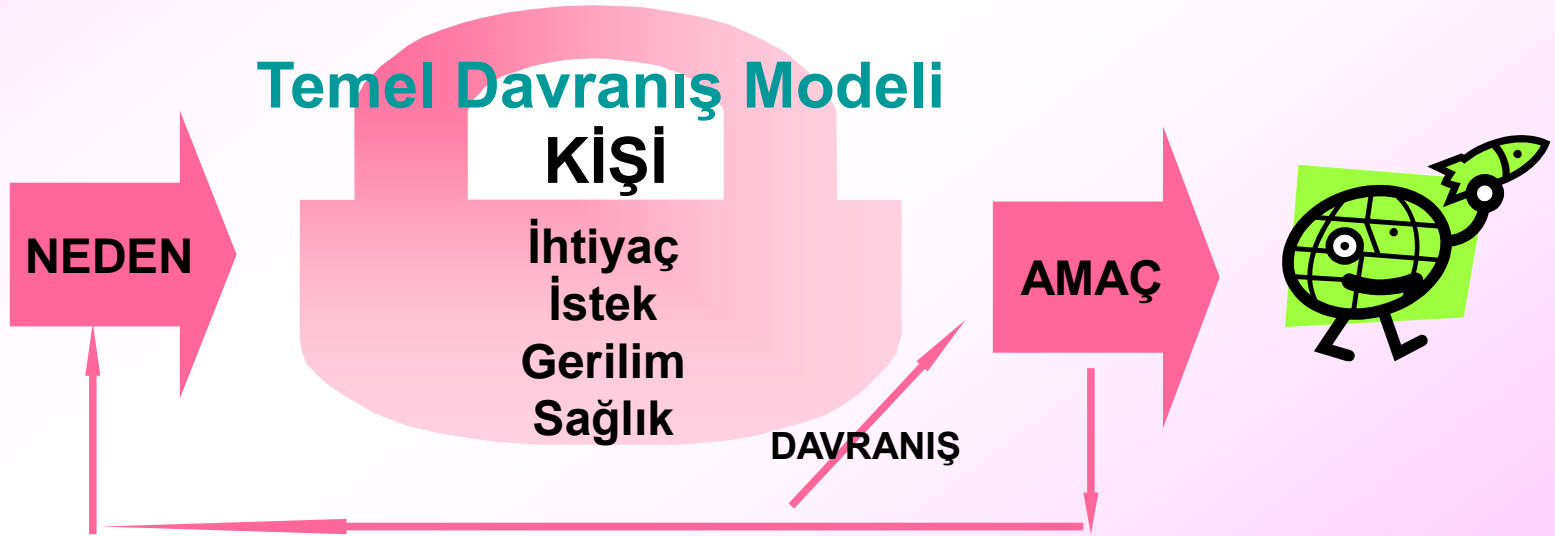 Temel Davranış Modeli
KİŞİ
NEDEN
İhtiyaç
İstek
Gerilim
Sağlık
DAVRANIŞ
AMAÇ